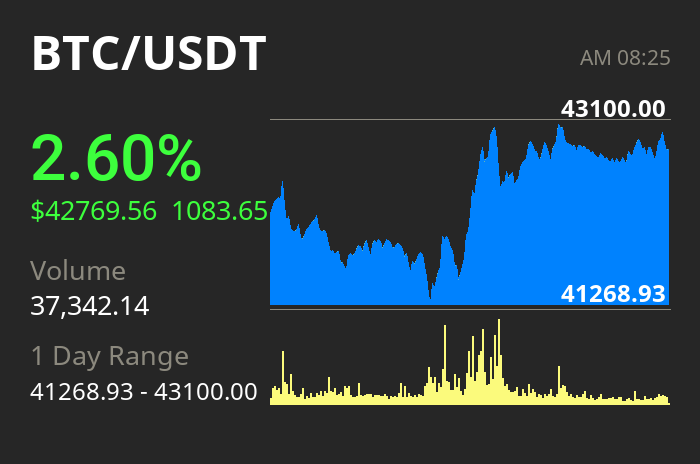 BTC/USDT
AM 08:25
2.60%
$42769.56 1083.65
Volume
37,342.14
1 Day Range
41268.93 - 43100.00
43100.00
41268.93